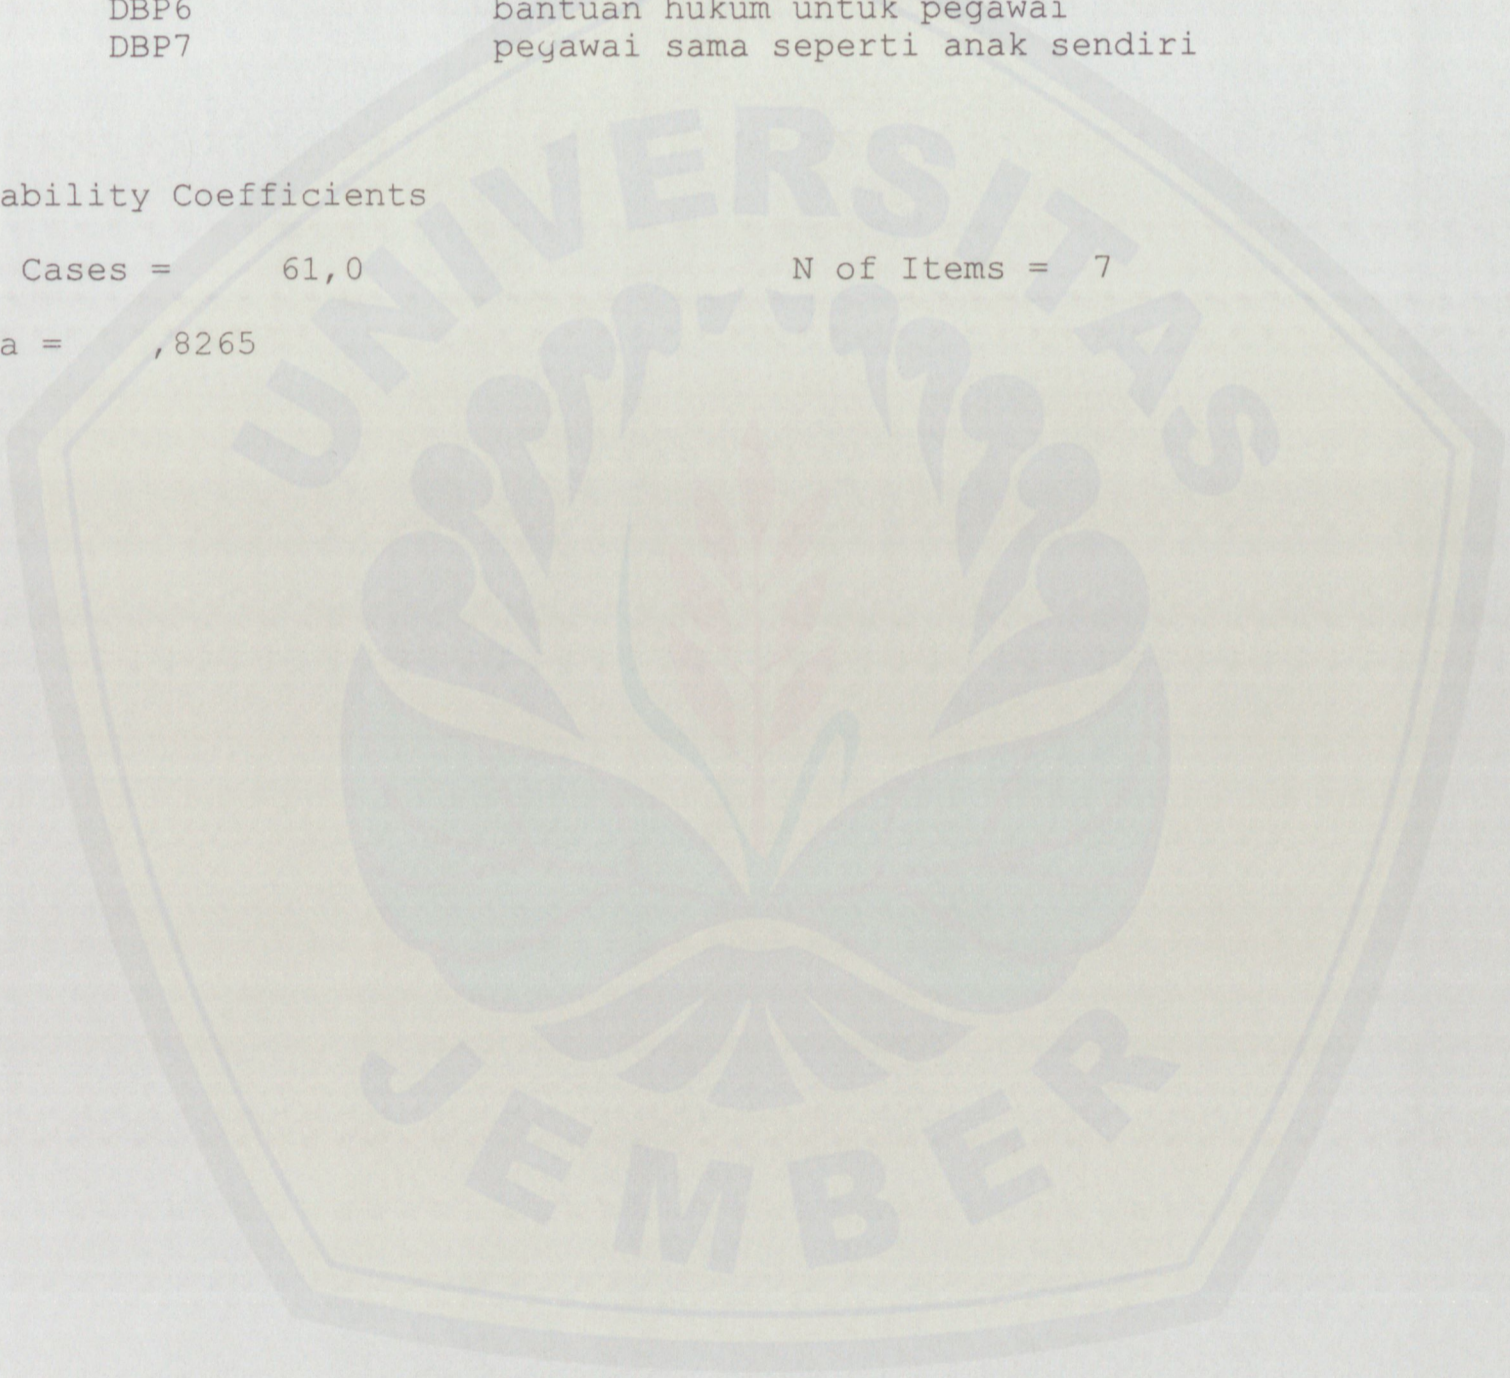 DBP6 bantuan hukum untuk pegawai
DBP7 pegawai sama seperti anak sendiri
ability Coefficients
Cases = 61,0 N of Items = 7
a = ,8265
UNIVERSITAS
JEMBER